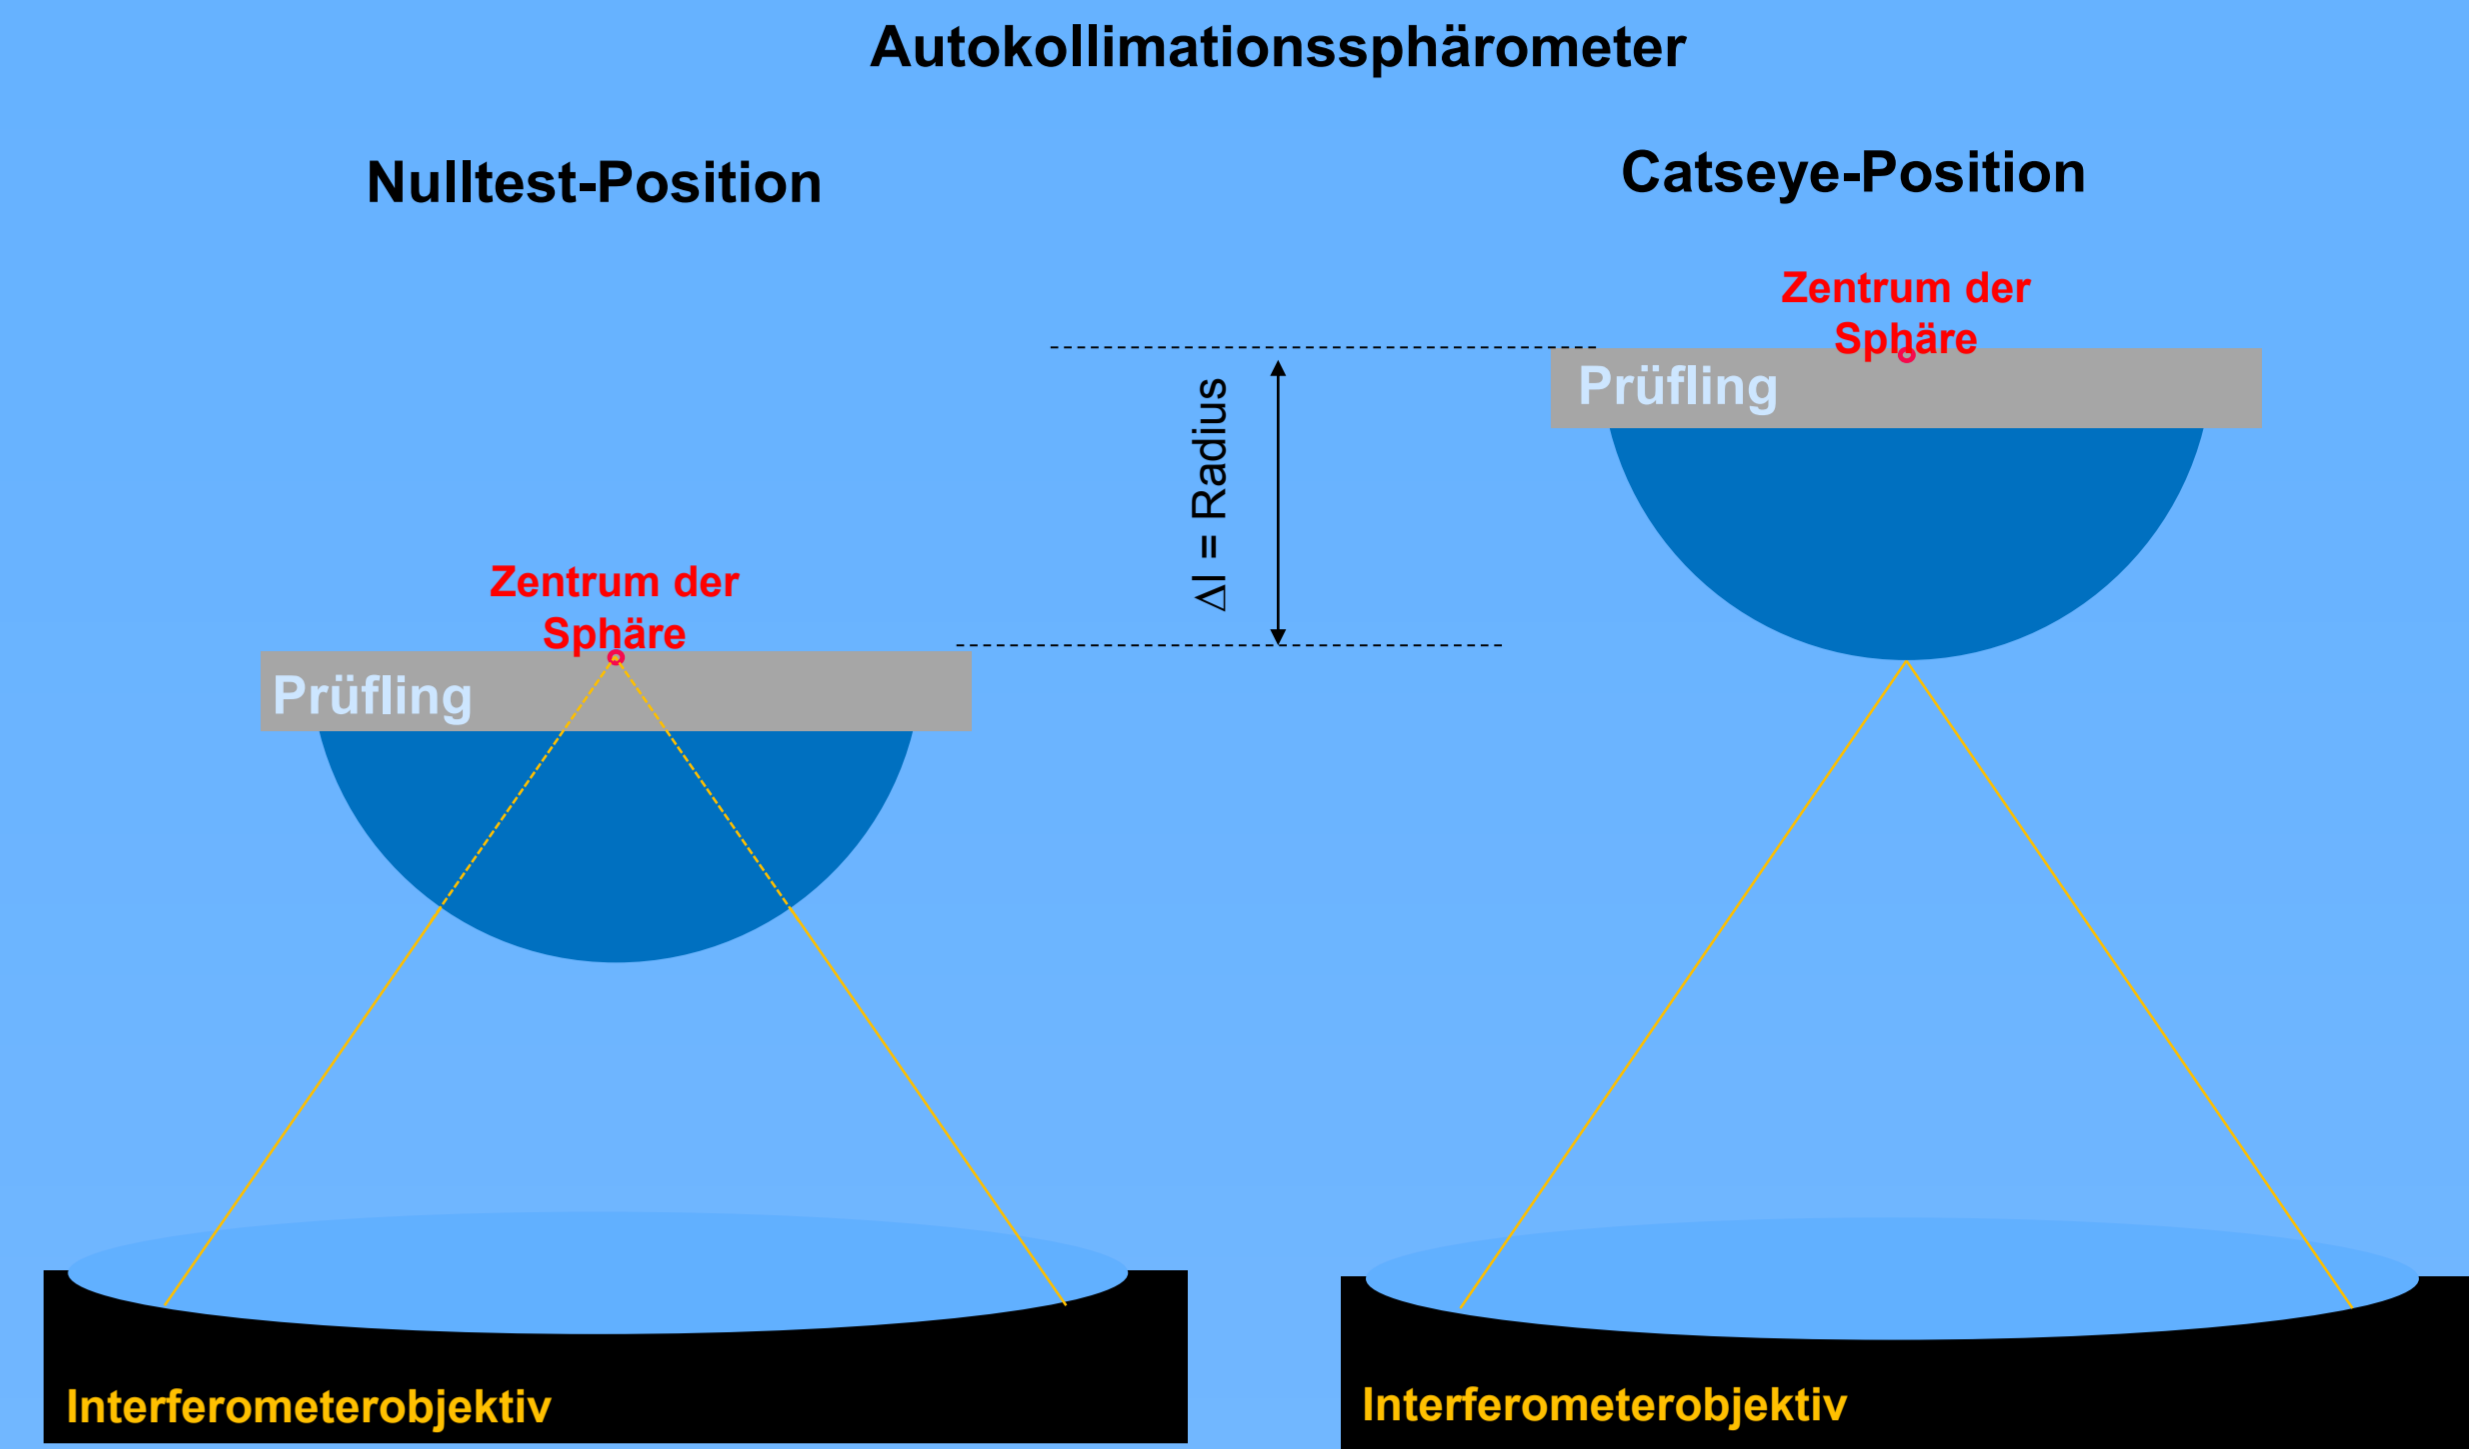 Autokollimationssphärometer
Nulltest-Position
Catseye-Position
Zentrum der
Sphäre
Prüfling
Δl = Radius
Zentrum der
Sphäre
Prüfling
Interferometerobjektiv
Interferometerobjektiv